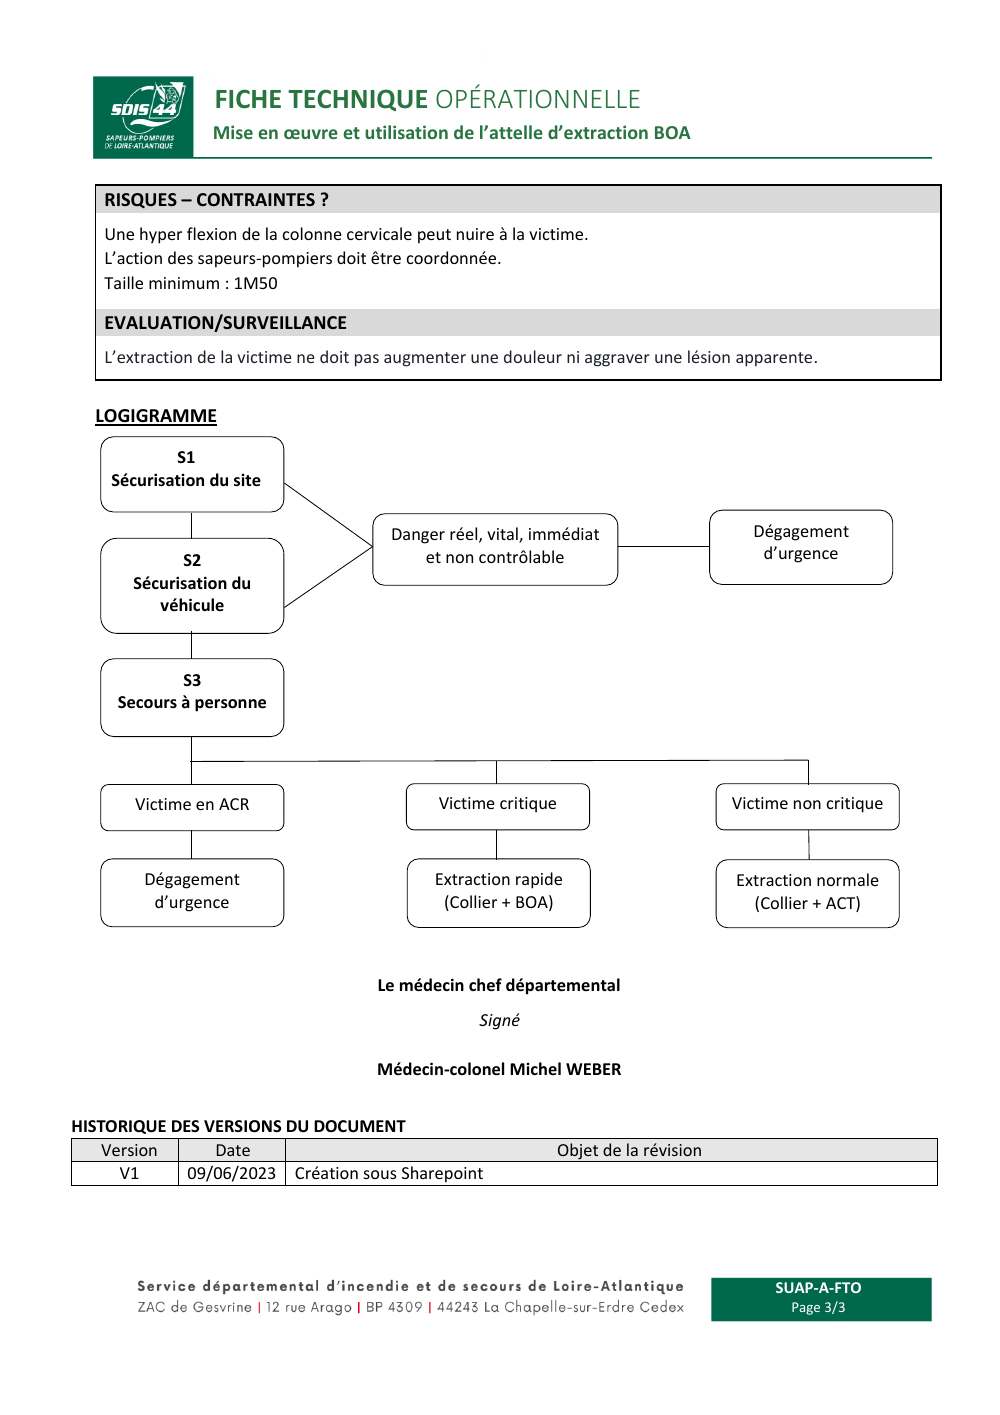 SDIS 44
SAPEURS-POMPIERS
DE LOIRE-ATLANTIQUE
FICHE TECHNIQUE OPÉRATIONNELLE
Mise en œuvre et utilisation de l’attelle d’extraction BOA
RISQUES – CONTRAINTES ?
Une hyper flexion de la colonne cervicale peut nuire à la victime.
L’action des sapeurs-pompiers doit être coordonnée.
Taille minimum : 1M50
EVALUATION/SURVEILLANCE
L’extraction de la victime ne doit pas augmenter une douleur ni aggraver une lésion apparente.
LOGIGRAMME
S1
Sécurisation du site
Danger réel, vital, immédiat
et non contrôlable
Dégagement
d’urgence
S2
Sécurisation du
véhicule
S3
Secours à personne
Victime en ACR
Victime critique
Victime non critique
Dégagement
d’urgence
Extraction rapide
(Collier + BOA)
Extraction normale
(Collier + ACT)
Le médecin chef départemental
Signé
Médecin-colonel Michel WEBER
HISTORIQUE DES VERSIONS DU DOCUMENT
Version Date Objet de la révision
V1 09/06/2023 Création sous Sharepoint
Service départemental d’incendie et de secours de Loire-Atlantique
ZAC de Gesvrine | 12 rue Arago | BP 4309 | 44243 La Chapelle-sur-Erdre Cedex
SUAP-A-FTO
Page 3/3